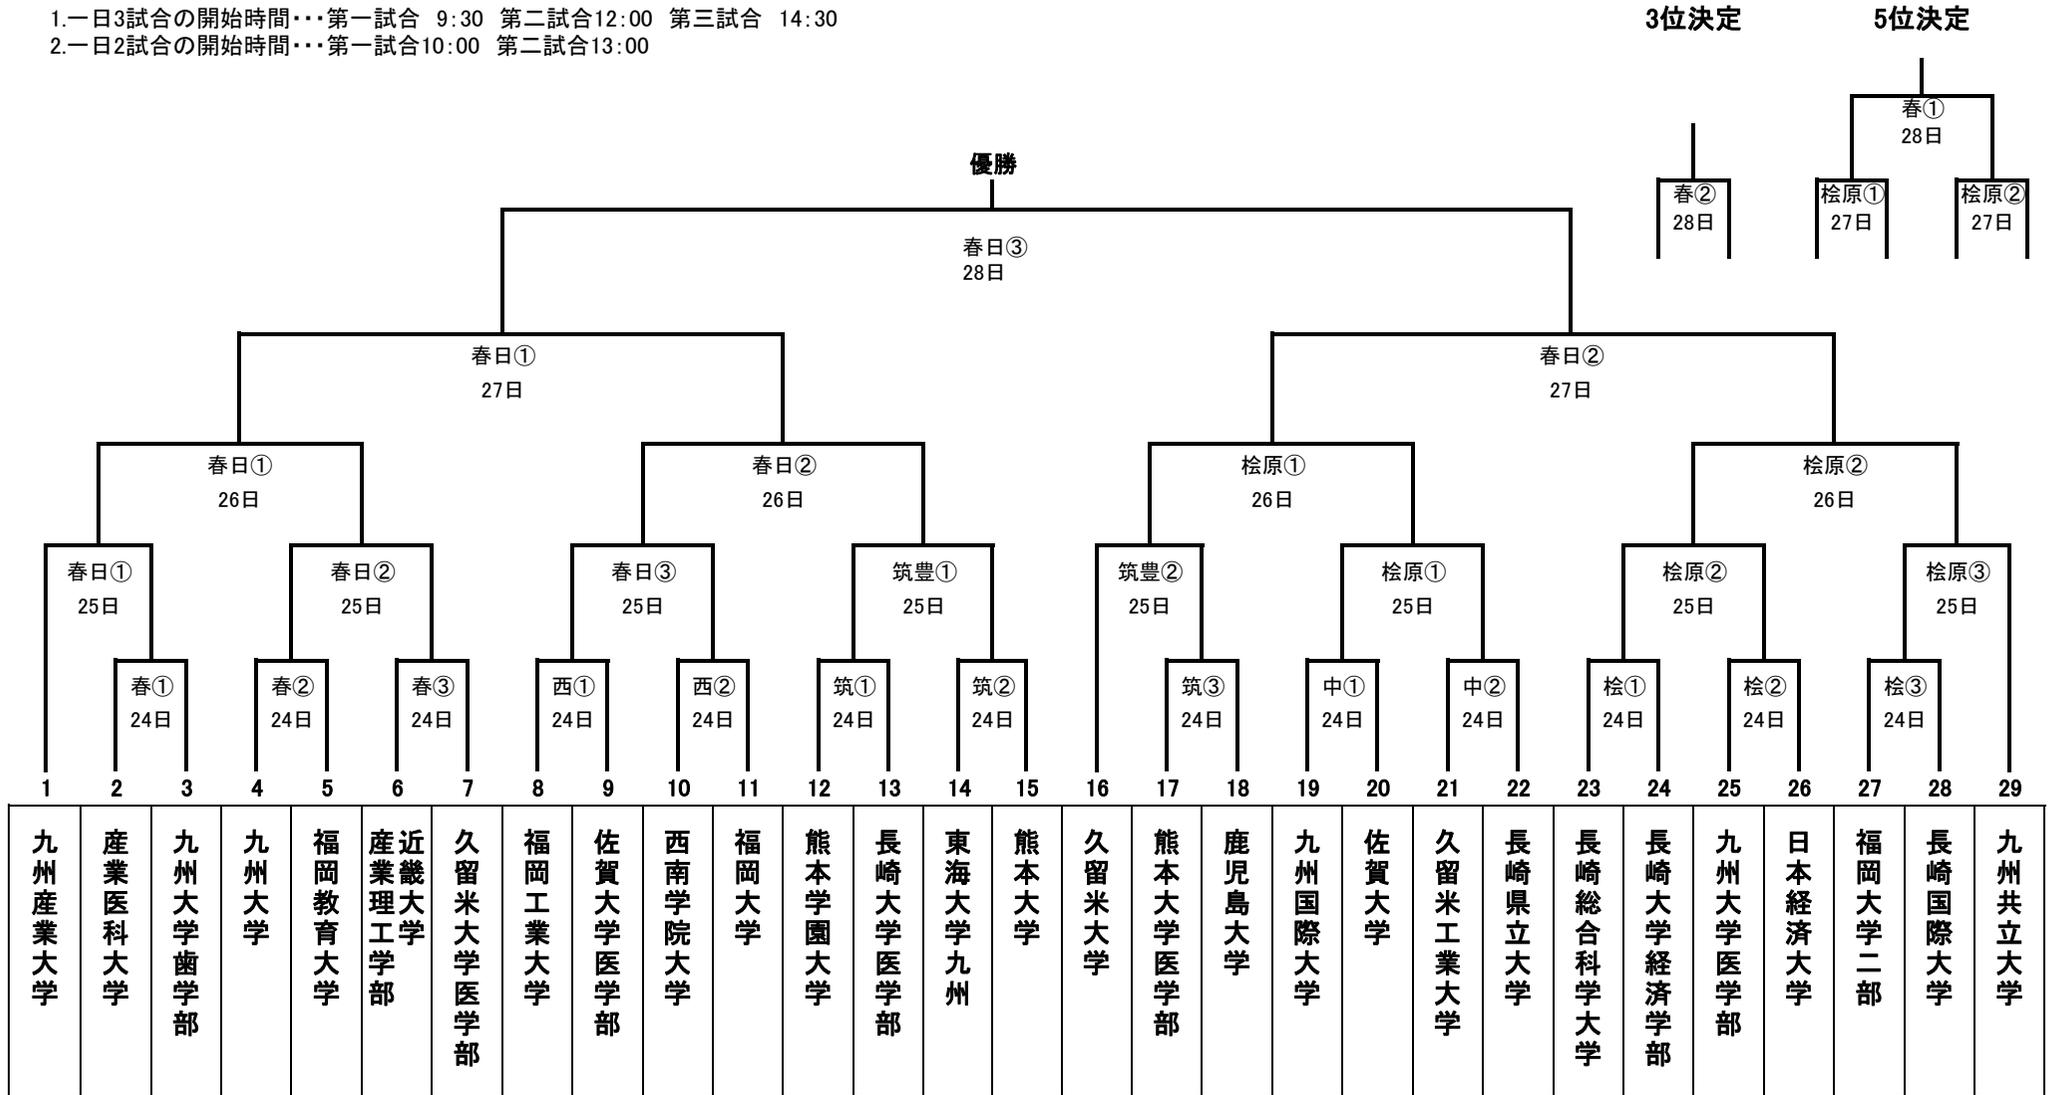 1.一日3試合の開始時間・・・第一試合 9:30 第二試合12:00 第三試合 14:30
2.一日2試合の開始時間・・・第一試合10:00 第二試合13:00
3位決定 5位決定
春①
28日
優勝
春② 桧原① 桧原②
28日 27日 27日
春日③
28日
春日① 春日②
27日 27日
春日① 春日② 桧原① 桧原②
26日 26日 26日 26日
春日① 春日② 春日③ 筑豊① 筑豊② 桧原① 桧原② 桧原③
25日 25日 25日 25日 25日 25日 25日 25日
春① 春② 春③ 西① 西② 筑① 筑② 筑③ 中① 中② 桧① 桧② 桧③
24日 24日 24日 24日 24日 24日 24日 24日 24日 24日 24日 24日 24日
1 2 3 4 5 6 7 8 9 10 11 12 13 14 15 16 17 18 19 20 21 22 23 24 25 26 27 28 29
九州産業大学
産業医科大学
九州大学歯学部
九州大学
福岡教育大学
近畿大学
産業理工学部
久留米大学医学部
福岡工業大学
佐賀大学医学部
西南学院大学
福岡大学
熊本学園大学
長崎大学医学部
東海大学九州
熊本大学
久留米大学
熊本大学医学部
鹿児島大学
九州国際大学
佐賀大学
久留米工業大学
長崎県立大学
長崎総合科学大学
長崎大学経済学部
九州大学医学部
日本経済大学
福岡大学二部
長崎国際大学
九州共立大学